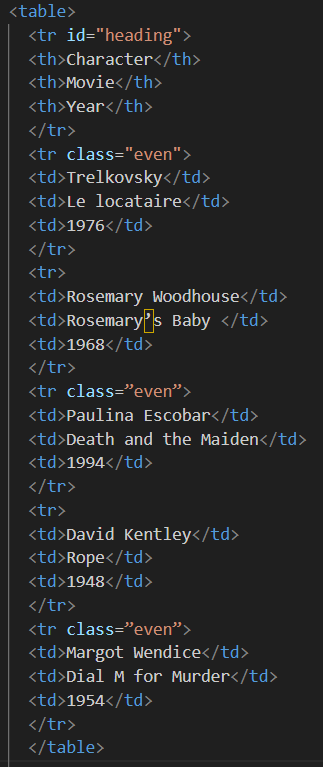 <table>
<tr id="heading">
<th>Character</th>
<th>Movie</th>
<th>Year</th>
</tr>
<tr class="even">
<td>Trelkovsky</td>
<td>Le locataire</td>
<td>1976</td>
</tr>
<tr>
<td>Rosemary Woodhouse</td>
<td>Rosemary’s Baby </td>
<td>1968</td>
</tr>
<tr class=”even”>
<td>Paulina Escobar</td>
<td>Death and the Maiden</td>
<td>1994</td>
</tr>
<tr>
<td>David Kentley</td>
<td>Rope</td>
<td>1948</td>
</tr>
<tr class=”even”>
<td>Margot Wendice</td>
<td>Dial M for Murder</td>
<td>1954</td>
</tr>
</table>